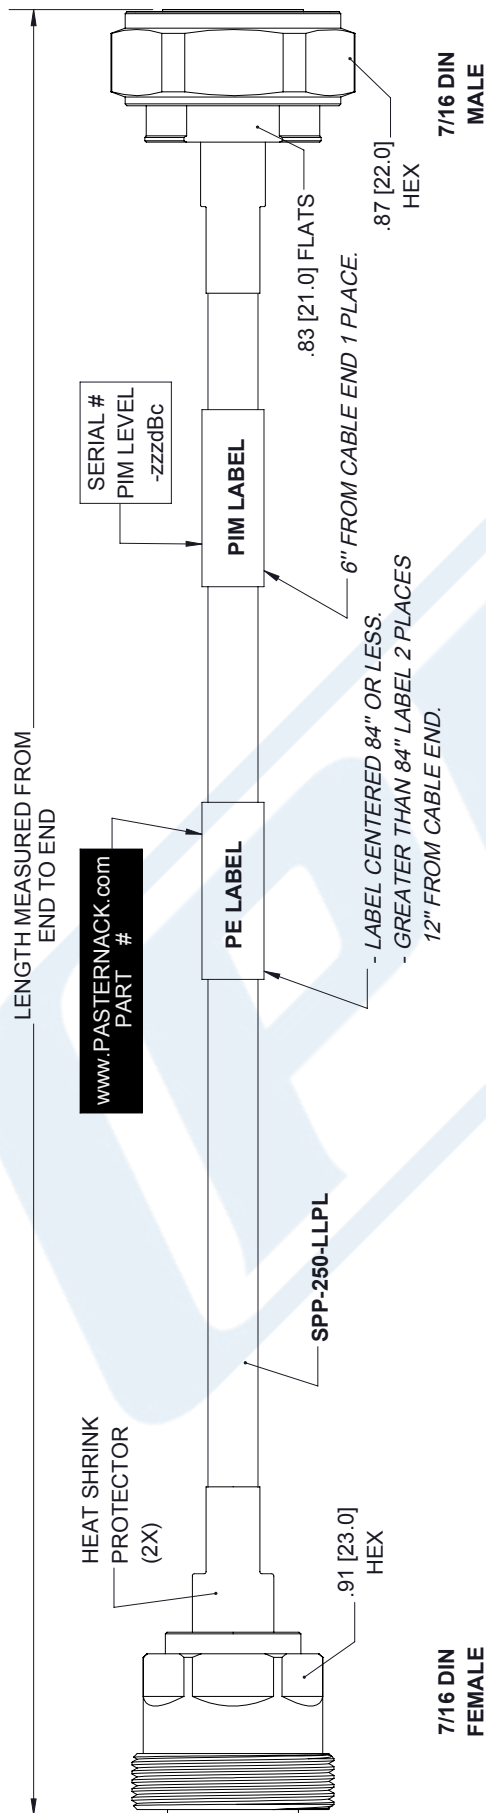 LENGTH MEASURED FROM
END TO END
HEAT SHRINK
PROTECTOR
(2X)
www.PASTERNACK.com
PART #
SERIAL #
PIM LEVEL
-zzzdBc
PE LABEL
PIM LABEL
.91 [23.0]
HEX
SPP-250-LLPL
- LABEL CENTERED 84" OR LESS.
- GREATER THAN 84" LABEL 2 PLACES
12" FROM CABLE END.
6" FROM CABLE END 1 PLACE.
.83 [21.0] FLATS
.87 [22.0]
HEX
7/16 DIN
FEMALE
7/16 DIN
MALE